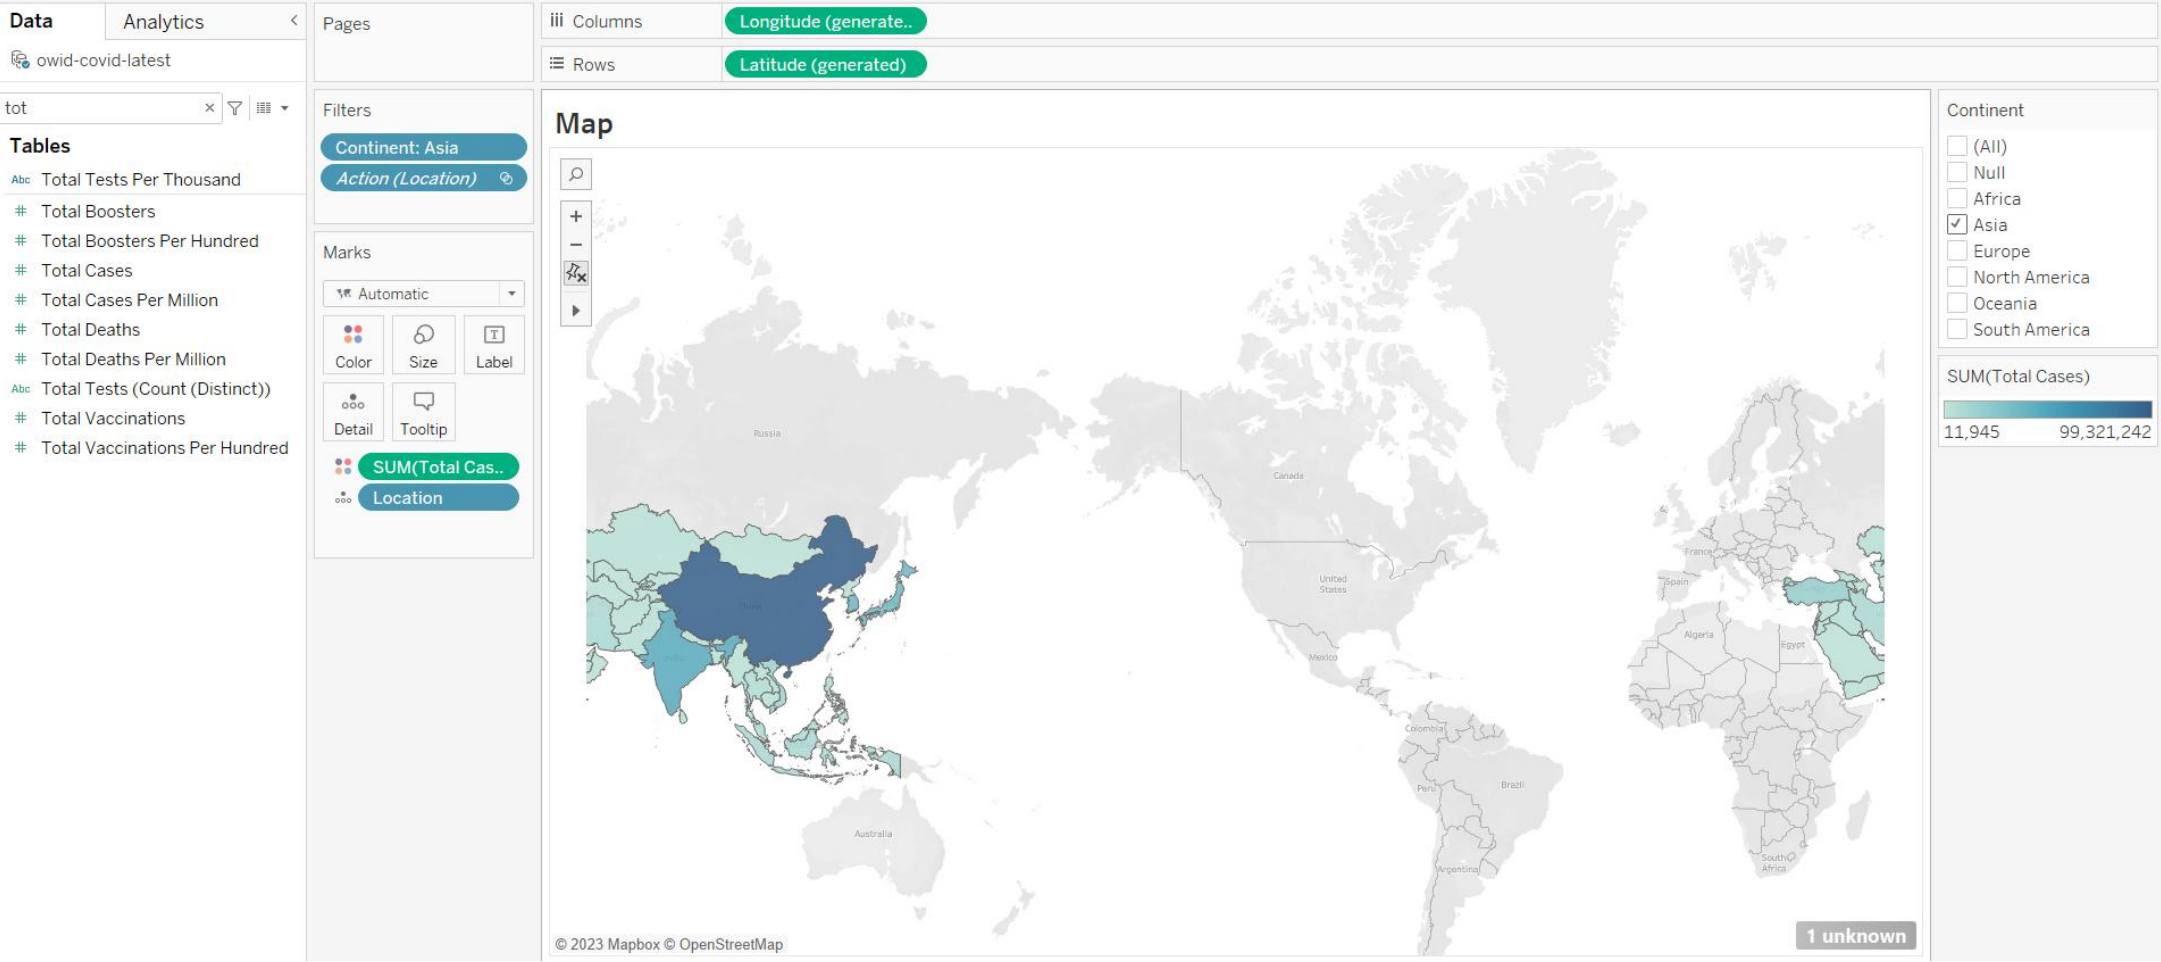 Data
Analytics
owid-covid-latest
tot
Tables
Abc Total Tests Per Thousand
# Total Boosters
# Total Boosters Per Hundred
# Total Cases
# Total Cases Per Million
# Total Deaths
# Total Deaths Per Million
Abc Total Tests (Count (Distinct))
# Total Vaccinations
# Total Vaccinations Per Hundred
Pages
Filters
Continent: Asia
Action (Location)
Marks
Automatic
Color
Size
T
Label
Detail
Tooltip
SUM(Total Cas..
Location
Columns
Longitude (generate..
Rows
Latitude (generated)
Map
Russia
Canada
China
France
United
States
Spain
India
Algeria
Egypt
Mexico
Colombia
Peru
Brazil
Australia
South
Africa
Argentina
© 2023 Mapbox © OpenStreetMap
1 unknown
Continent
(All)
Null
Africa
Asia
Europe
North America
Oceania
South America
SUM(Total Cases)
11,945
99,321,242